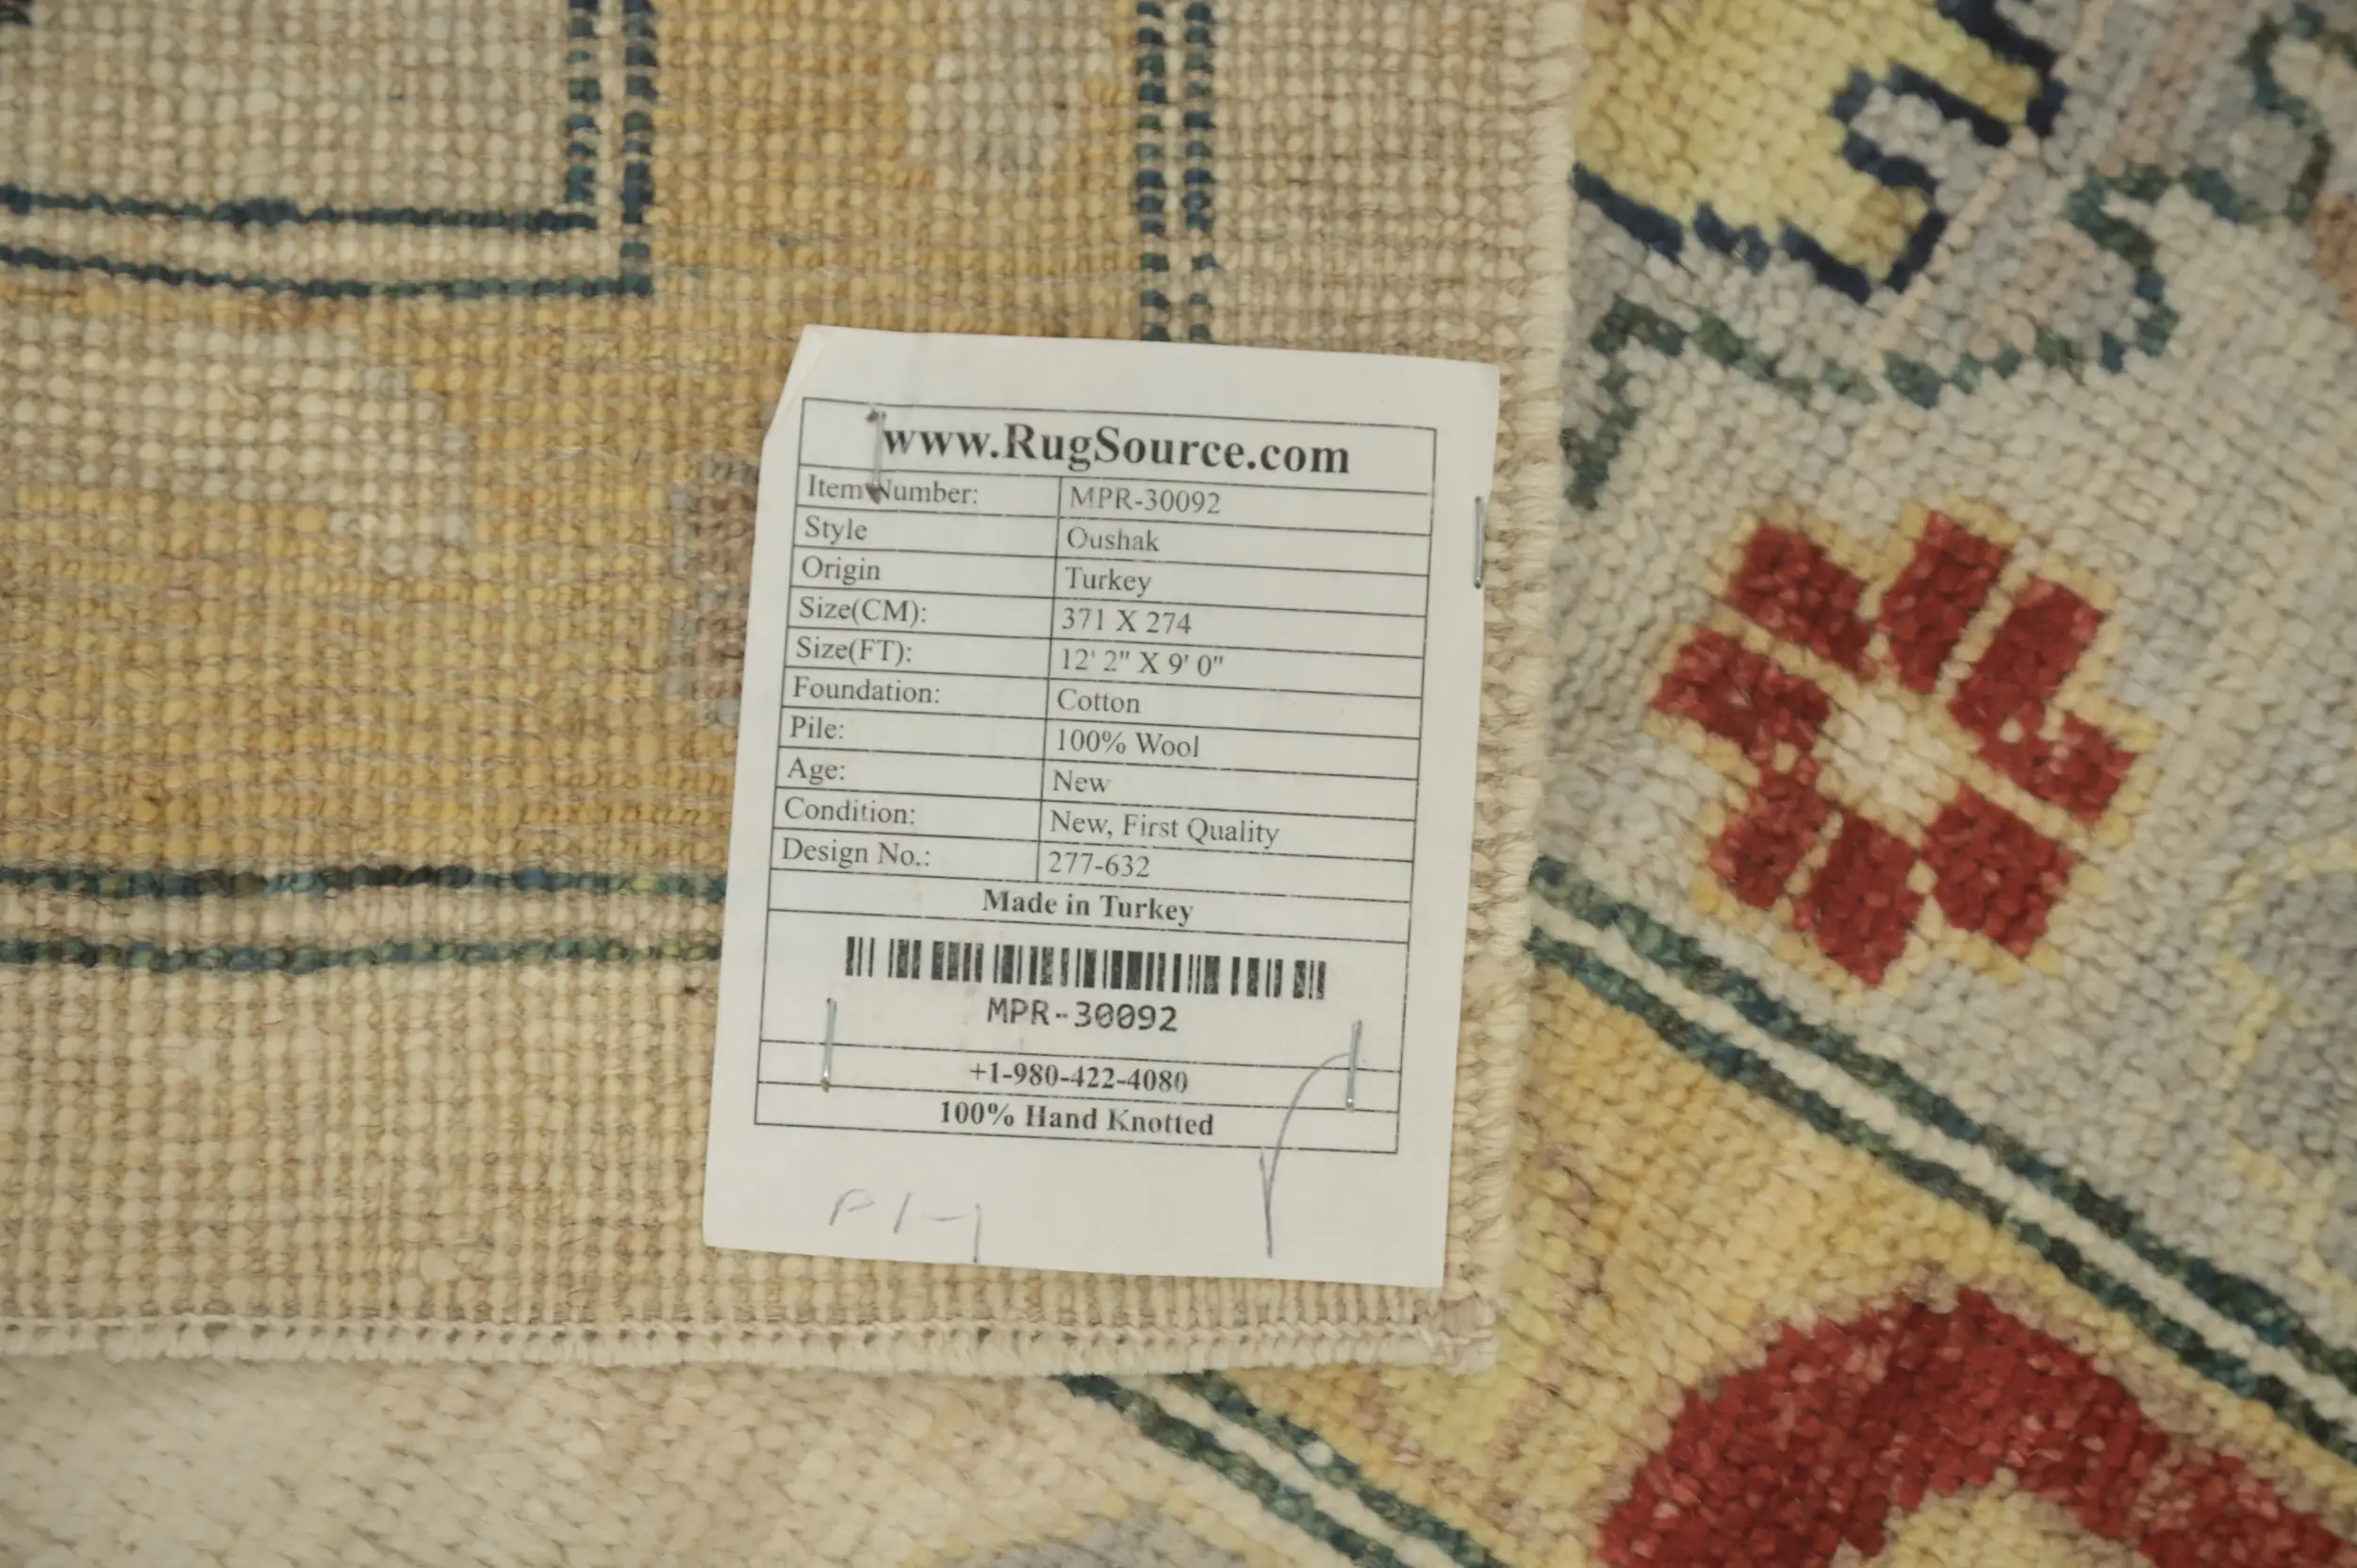 www.RugSource.com
Item Number: MPR-30092
Style Oushak
Origin Turkey
Size(CM): 371 X 274
Size(FT): 12' 2" X 9' 0"
Foundation: Cotton
Pile: 100% Wool
Age: New
Condition: New, First Quality
Design No.: 277-632
Made in Turkey
MPR-30092
+1-980-422-4080
100% Hand Knotted